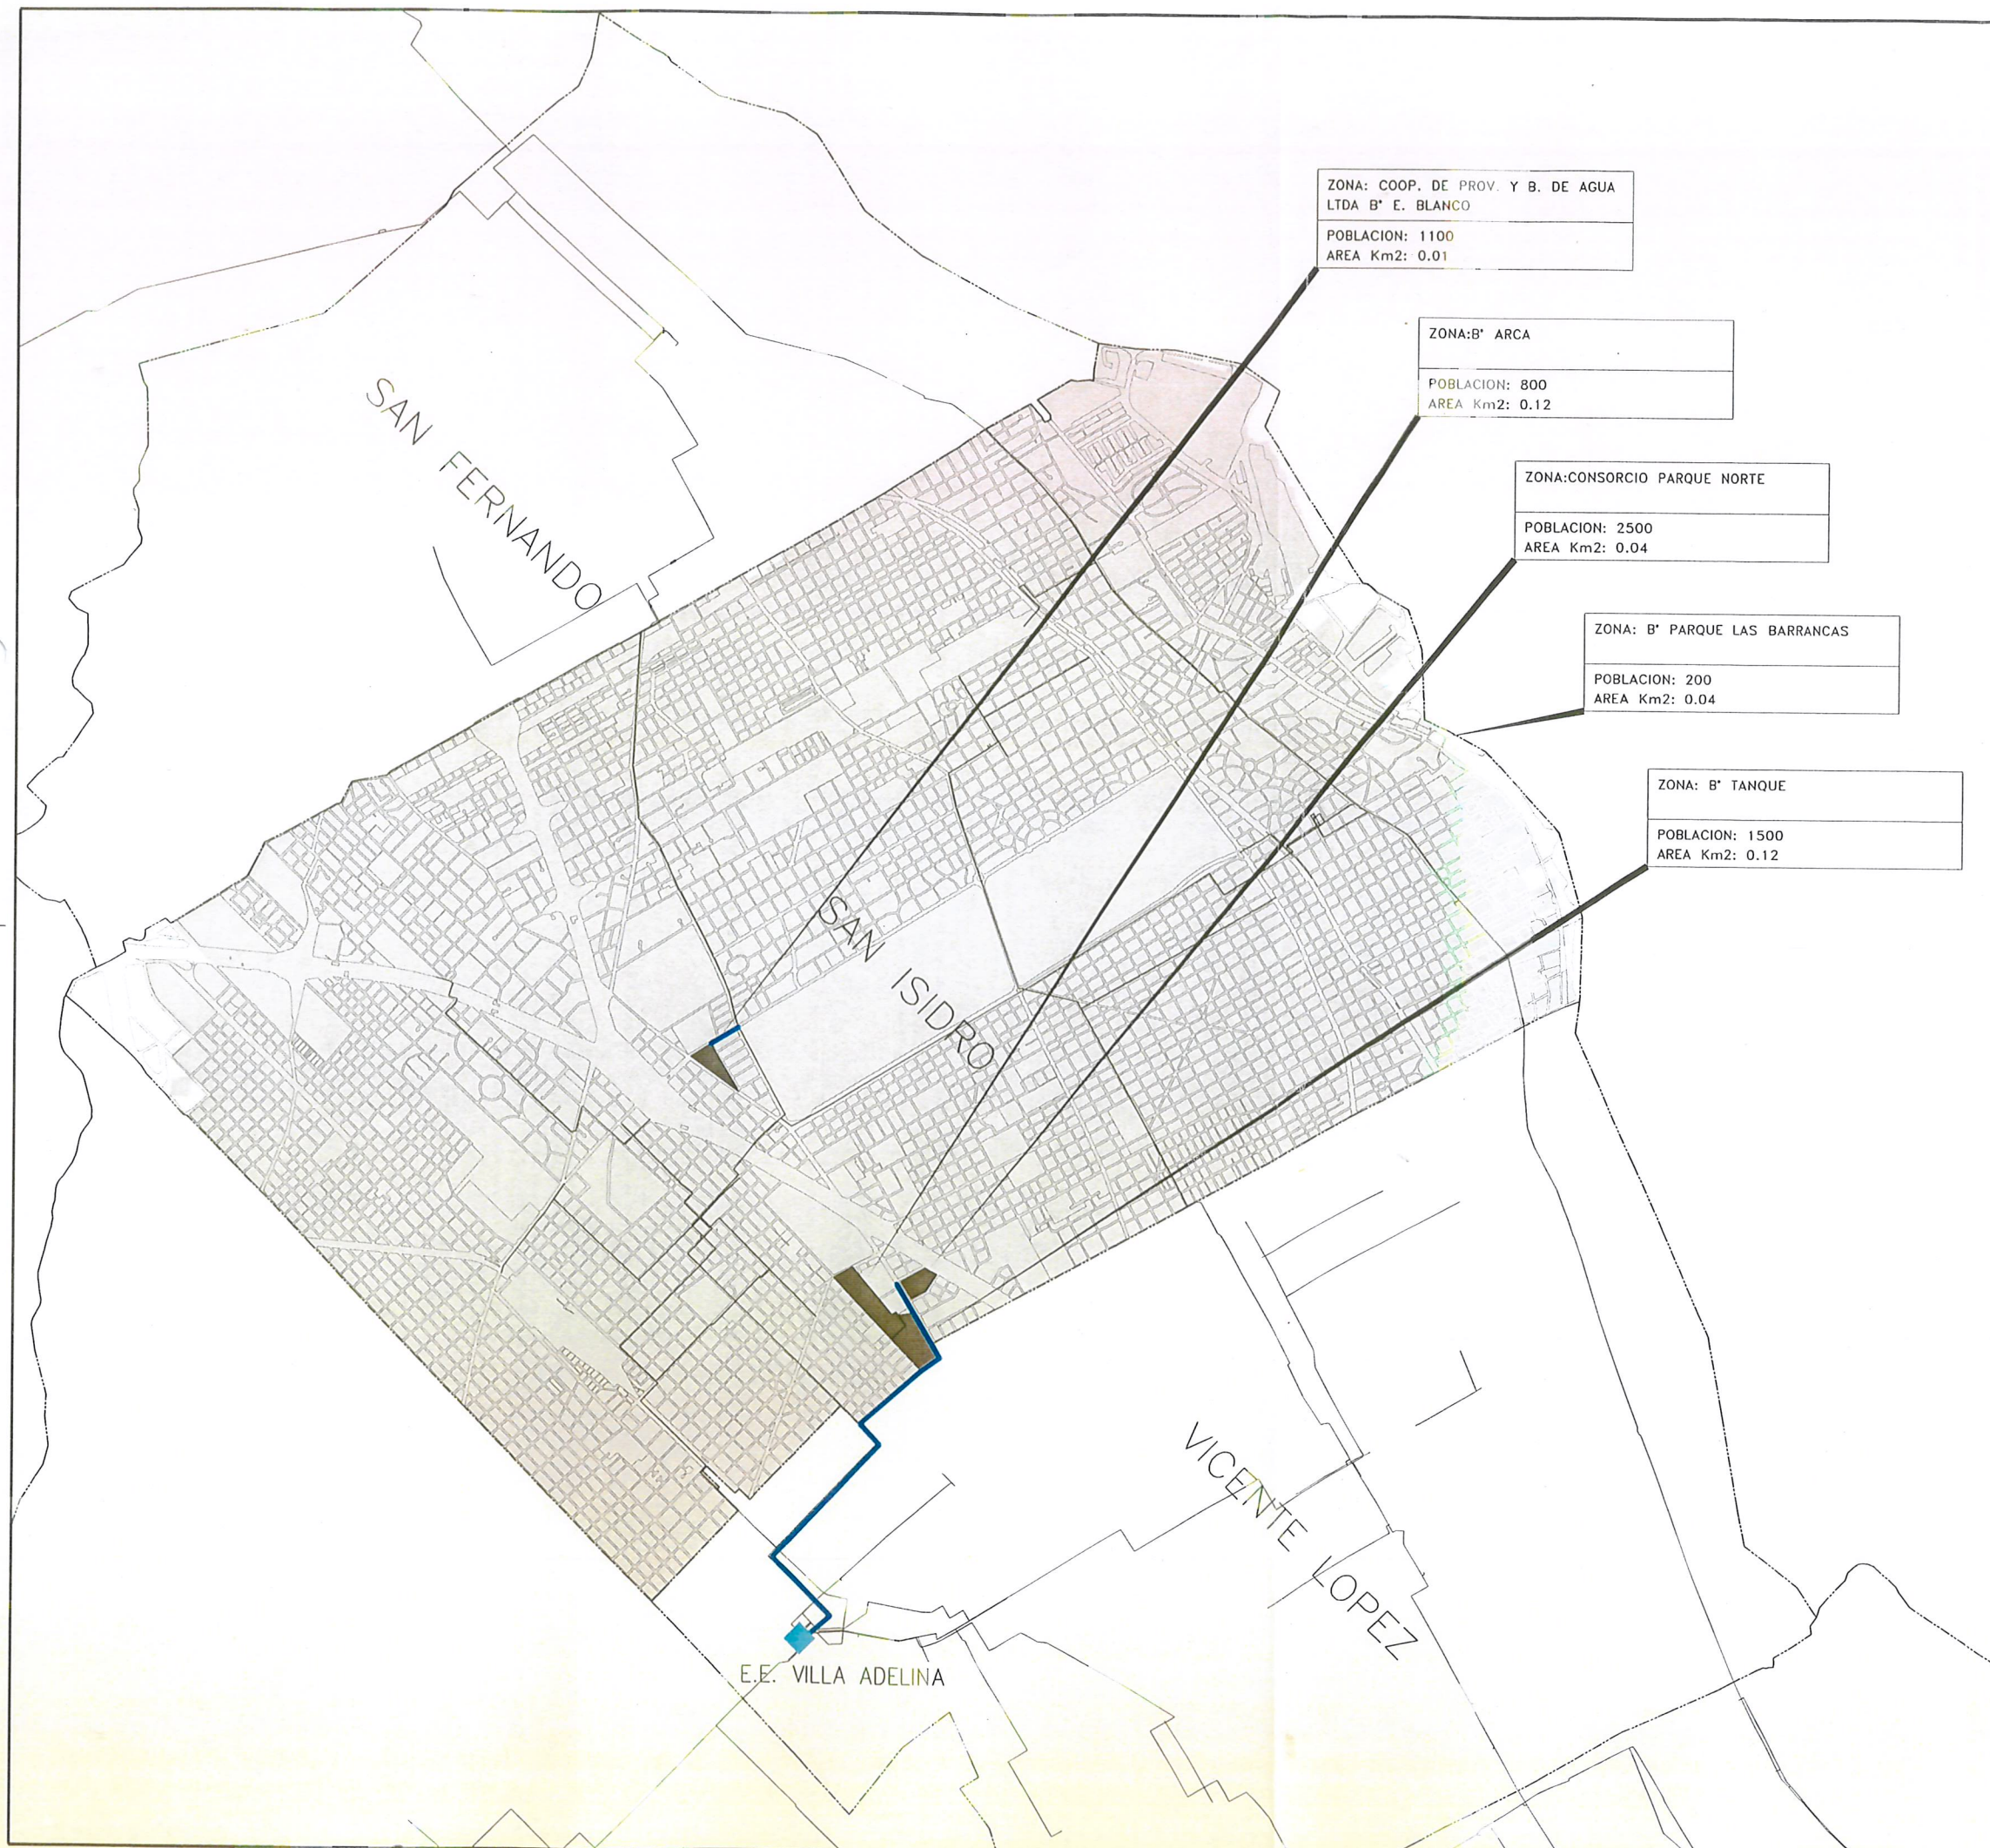 ZONA: COOP. DE PROV. Y B. DE AGUA
LTDA B° E. BLANCO
POBLACION: 1100
AREA Km2: 0.01
ZONA:B° ARCA
POBLACION: 800
AREA Km2: 0.12
ZONA:CONSORCIO PARQUE NORTE
POBLACION: 2500
AREA Km2: 0.04
ZONA: B° PARQUE LAS BARRANCAS
POBLACION: 200
AREA Km2: 0.04
ZONA: B° TANQUE
POBLACION: 1500
AREA Km2: 0.12
SAN FERNANDO
SAN ISIDRO
VICENTE LOPEZ
E.E. VILLA ADELINA